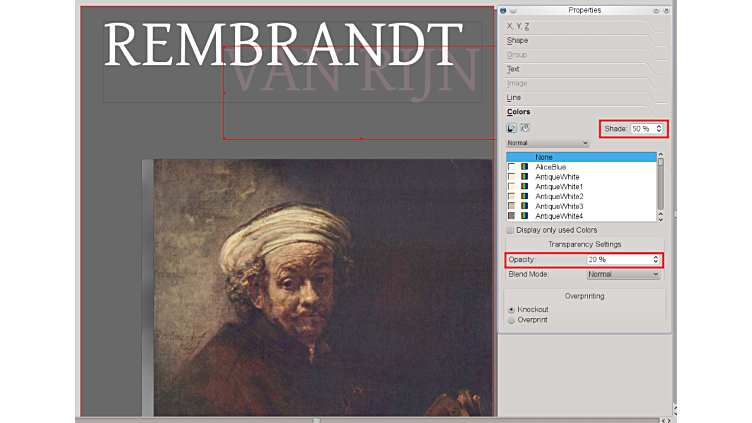 REMBRANDT
VAN RIJN
Properties
X, Y, Z
Shape
Group
Text
Image
Line
Colors
Shade: 50 %
Normal
None
AliceBlue
AntiqueWhite
AntiqueWhite1
AntiqueWhite2
AntiqueWhite3
AntiqueWhite4
Display only used Colors
Transparency Settings
Opacity: 20 %
Blend Mode: Normal
Overprinting
Knockout
Overprint